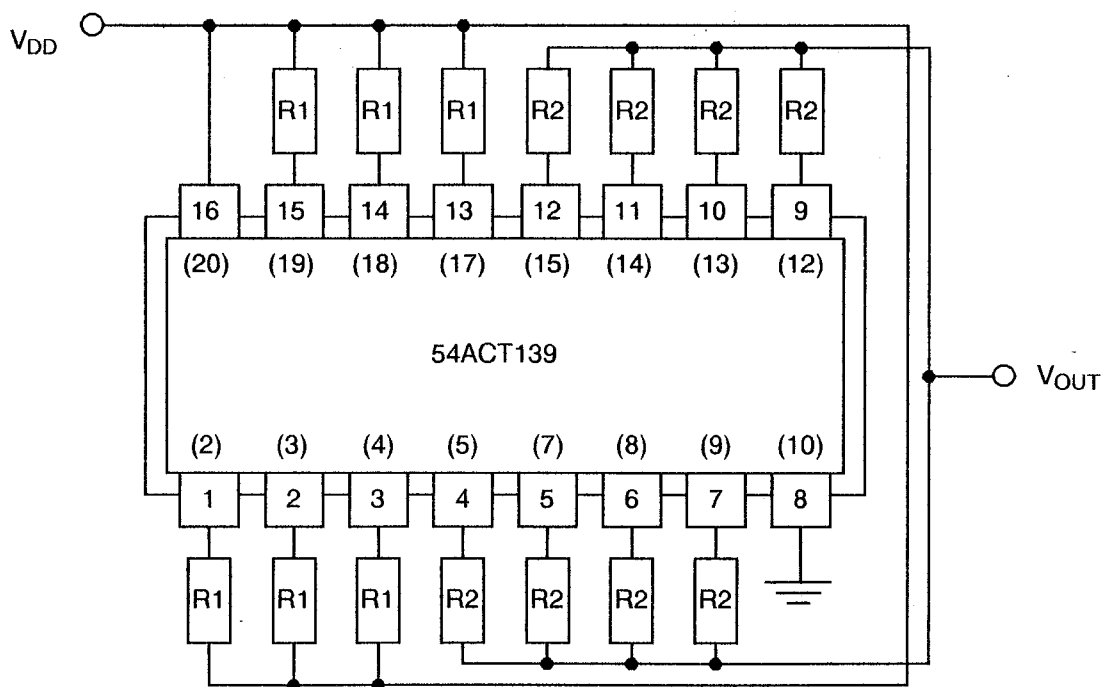 V_DD
R1 R1 R1 R2 R2 R2 R2
16 15 14 13 12 11 10 9
(20) (19) (18) (17) (15) (14) (13) (12)
54ACT139
V_OUT
(2) (3) (4) (5) (7) (8) (9) (10)
1 2 3 4 5 6 7 8
R1 R1 R1 R2 R2 R2 R2